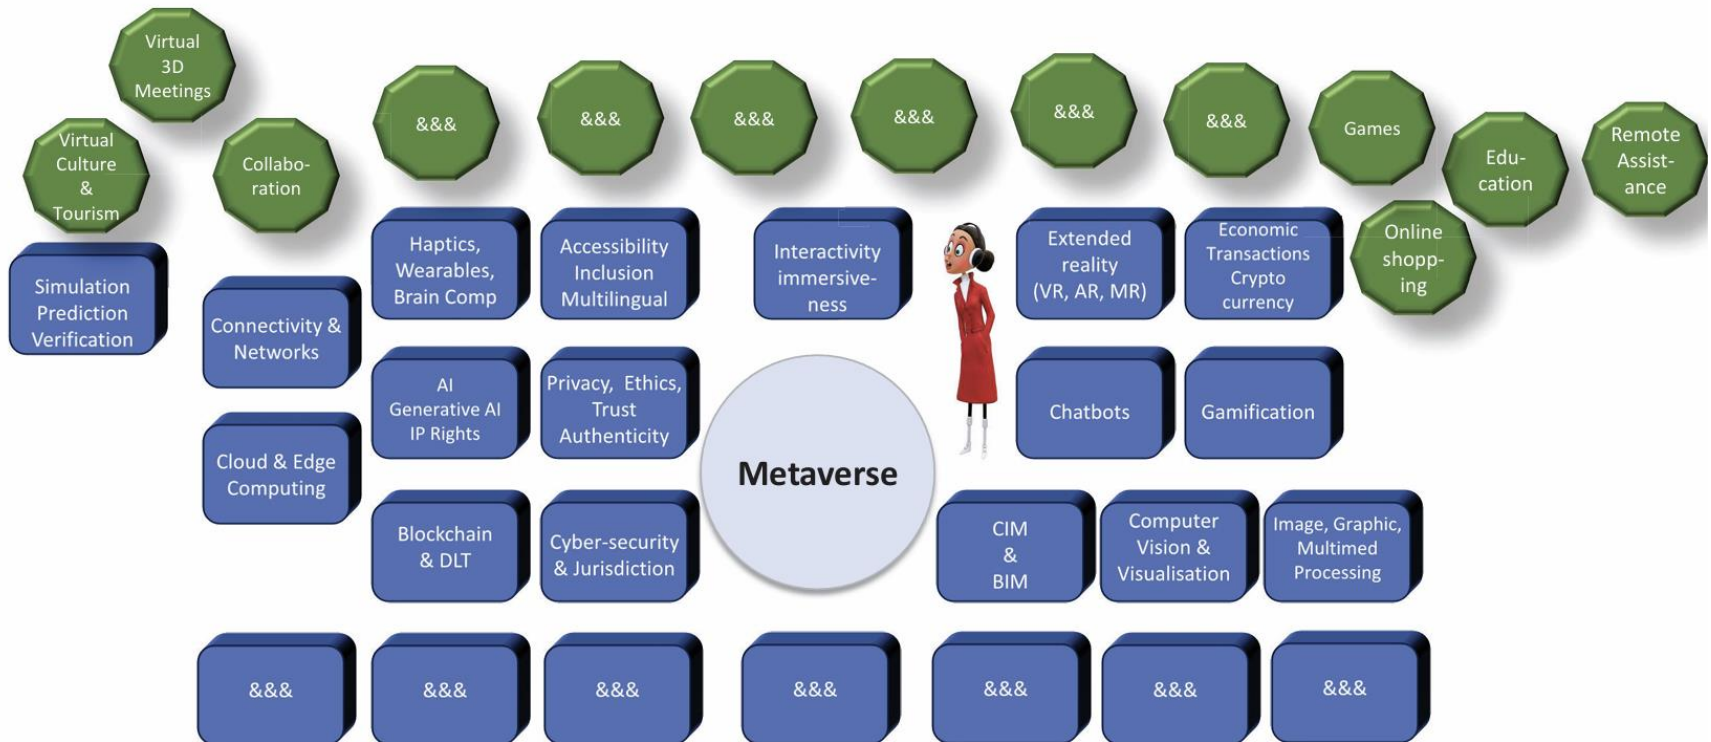 Virtual
3D
Meetings
Virtual
Culture
&
Tourism
Collabo-
ration
&&&
&&&
&&&
&&&
&&&
&&&
Games
Edu-
cation
Remote
Assist-
ance
Online
shopp-
ing
Simulation
Prediction
Verification
Connectivity &
Networks
Haptics,
Wearables,
Brain Comp
Accessibility
Inclusion
Multilingual
Interactivity
immersive-
ness
Extended
reality
(VR, AR, MR)
Economic
Transactions
Crypto
currency
Cloud & Edge
Computing
AI
Generative AI
IP Rights
Privacy, Ethics,
Trust
Authenticity
Metaverse
Chatbots
Gamification
Blockchain
& DLT
Cyber-security
& Jurisdiction
CIM
&
BIM
Computer
Vision &
Visualisation
Image, Graphic,
Multimed
Processing
&&&
&&&
&&&
&&&
&&&
&&&
&&&